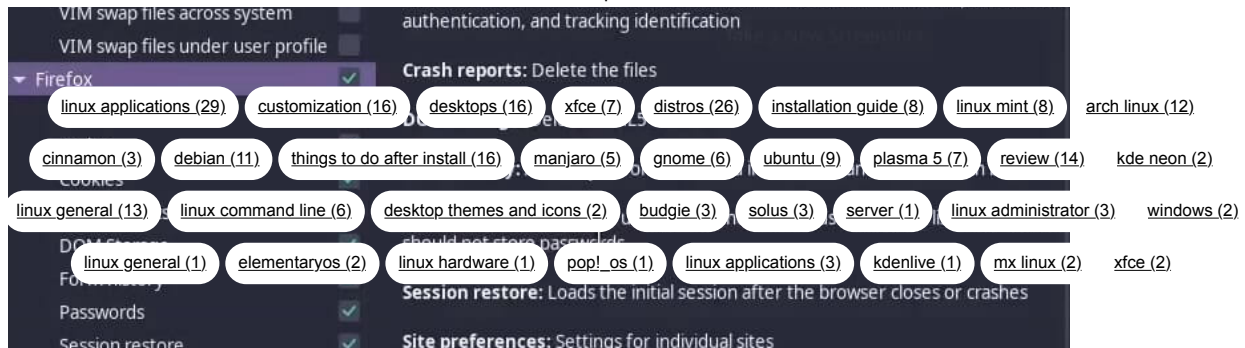 VIM swap files across system
authentication, and tracking identification
VIM swap files under user profile
Firefox
Crash reports: Delete the files
linux applications (29) customization (16) desktops (16) xfce (7) distros (26) installation guide (8) linux mint (8) arch linux (12)
cinnamon (3) debian (11) things to do after install (16) manjaro (5) gnome (6) ubuntu (9) plasma 5 (7) review (14) kde neon (2)
Cookies
linux general (13) linux command line (6) desktop themes and icons (2) budgie (3) solus (3) server (1) linux administrator (3) windows (2)
DOM Storage
should not store passwords
linux general (1) elementaryos (2) linux hardware (1) pop!_os (1) linux applications (3) kdenlive (1) mx linux (2) xfce (2)
Form history
Session restore: Loads the initial session after the browser closes or crashes
Passwords
Session restore
Site preferences: Settings for individual sites